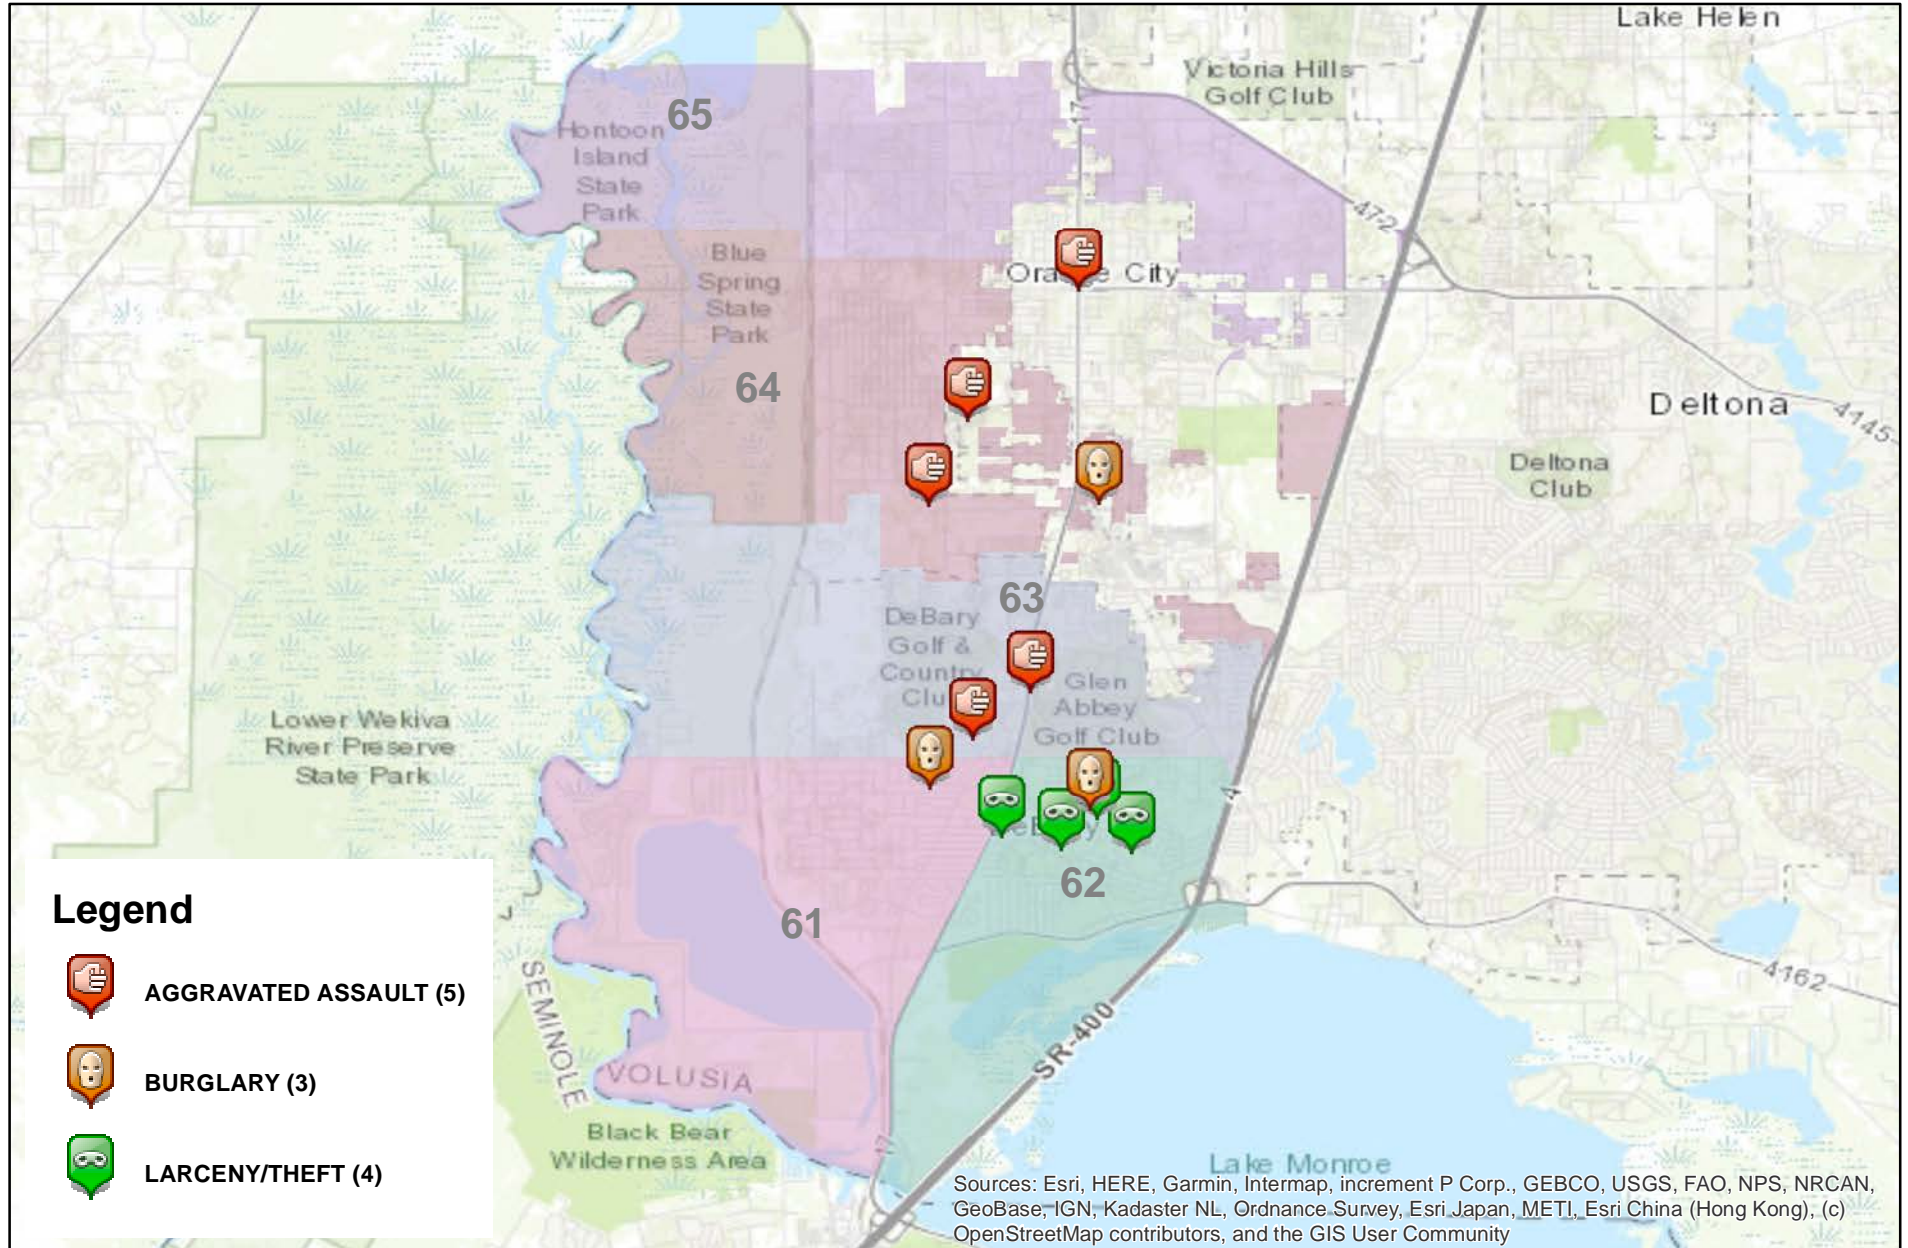 Lake Helen
Victoria Hills
Golf Club
65
Hontoon
Island
State
Park
17
472
Blue
Spring
State
Park
Orange City
64
Deltona
4145
Deltona
Club
63
DeBary
Golf &
Country
Club
Glen
Abbey
Golf Club
Lower Wekiva
River Preserve
State Park
4
DeBary
62
61
Legend
AGGRAVATED ASSAULT (5)
BURGLARY (3)
LARCENY/THEFT (4)
SEMINOLE
VOLUSIA
4162
SR-400
Black Bear
Wilderness Area
17
Lake Monroe
Sources: Esri, HERE, Garmin, Intermap, increment P Corp., GEBCO, USGS, FAO, NPS, NRCAN,
GeoBase, IGN, Kadaster NL, Ordnance Survey, Esri Japan, METI, Esri China (Hong Kong), (c)
OpenStreetMap contributors, and the GIS User Community